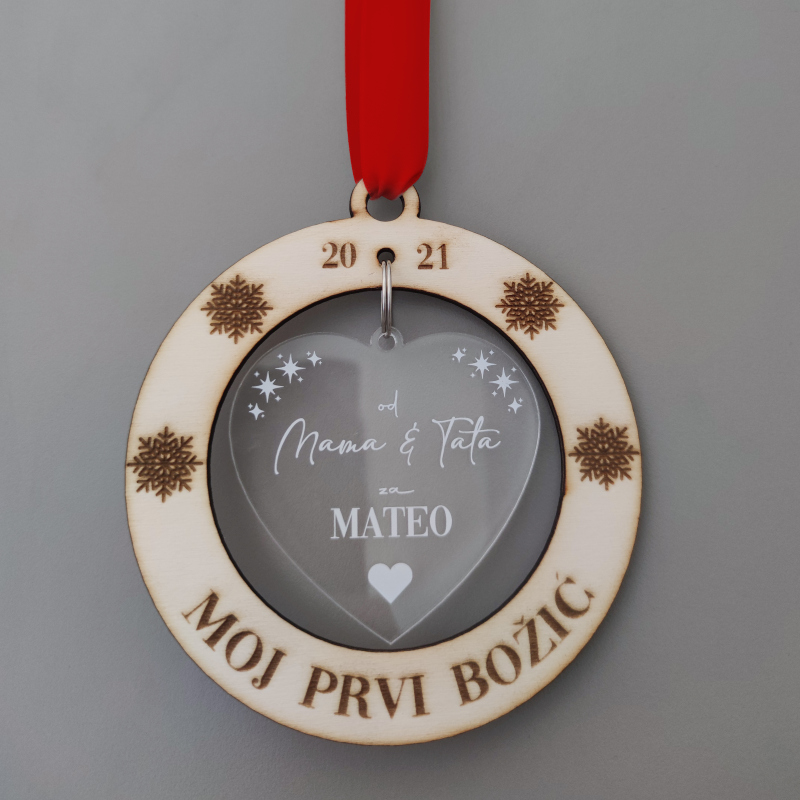 20 21
od
Mama & Tata
za
MATEO
MOJ PRVI BOŽIĆ